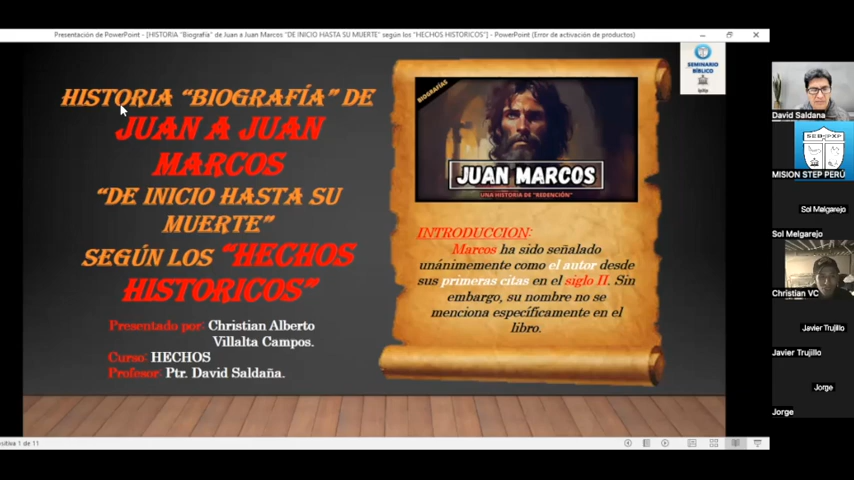 Presentación de PowerPoint - [HISTORIA "Biografía" de Juan a Juan Marcos "DE INICIO HASTA SU MUERTE" según los "HECHOS HISTORICOS"] - PowerPoint (Error de activación de productos)
HISTORIA "BIOGRAFÍA" DE
JUAN A JUAN
MARCOS
"DE INICIO HASTA SU
MUERTE"
SEGÚN LOS "HECHOS
HISTORICOS"
Presentado por: Christian Alberto
Villalta Campos.
Curso: HECHOS
Profesor: Ptr. David Saldaña.
BIOGRAFÍAS
JUAN MARCOS
UNA HISTORIA DE "REDENCIÓN"
INTRODUCCION:
Marcos ha sido señalado
unánimemente como el autor desde
sus primeras citas en el siglo II. Sin
embargo, su nombre no se
menciona específicamente en el
libro.
SEMINARIO
BÍBLICO
David Saldana
MISION STEP PERÚ
Sol Melgarejo
Sol Melgarejo
Christian VC
Javier Trujillo
Javier Trujillo
Jorge
Jorge
ositiva 1 de 11